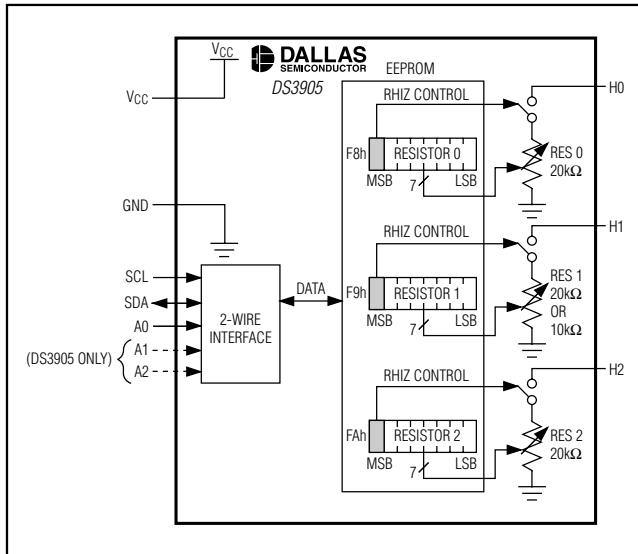 VCC
DALLAS
SEMICONDUCTOR
DS3905
EEPROM
VCC
GND
SCL
SDA
A0
(DS3905 ONLY)
A1
A2
2-WIRE
INTERFACE
DATA
RHIZ CONTROL
F8h
RESISTOR 0
MSB
7
LSB
H0
RES 0
20kΩ
RHIZ CONTROL
F9h
RESISTOR 1
MSB
7
LSB
H1
RES 1
20kΩ
OR
10kΩ
RHIZ CONTROL
FAh
RESISTOR 2
MSB
7
LSB
H2
RES 2
20kΩ